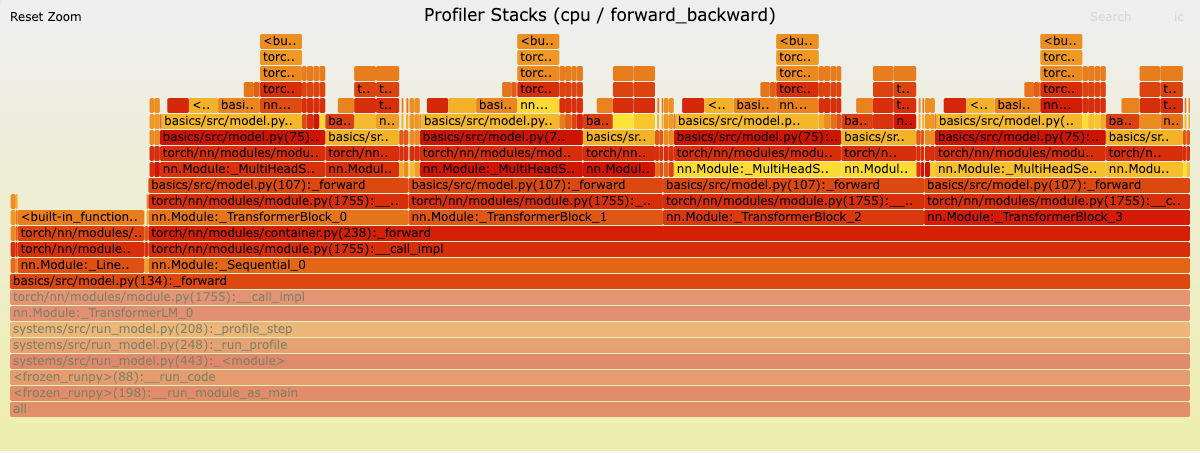 Reset Zoom Profiler Stacks (cpu / forward_backward) Search ic
<bu.. <bu.. <bu.. <bu..
torc.. torc.. torc.. torc..
torc.. torc.. torc.. torc..
torc.. t.. t.. torc.. torc.. t.. torc.. t..
<.. basi.. nn... t.. basi.. nn... <.. basi.. nn... t.. <.. basi.. nn... t..
basics/src/model.py.. ba.. basics/src/model.py.. ba.. basics/src/model.p.. ba.. n.. basics/src/model.py(.. ba.. n..
basics/src/model.py(75).. basics/sr.. basics/src/model.py(7... basics/sr.. basics/src/model.py(75):.. basics/sr.. basics/src/model.py(75):... basics/sr..
torch/nn/modules/modu.. torch/nn.. torch/nn/modules/modu.. torch/nn.. torch/nn/modules/modu.. torch/nn.. torch/nn/modules/modu.. torch/n..
nn.Module:_MultiHeadS.. nn.Modul.. nn.Module:_MultiHeadS.. nn.Modul.. nn.Module:_MultiHeadS.. nn.Modul.. nn.Module:_MultiHeadSe.. nn.Modul..
basics/src/model.py(107):_forward basics/src/model.py(107):_forward basics/src/model.py(107):_forward basics/src/model.py(107):_forward
torch/nn/modules/module.py(1755):__... torch/nn/modules/module.py(1755):__.. torch/nn/modules/module.py(1755):__... torch/nn/modules/module.py(1755):__c..
<built-in_function.. nn.Module:_TransformerBlock_0 nn.Module:_TransformerBlock_1 nn.Module:_TransformerBlock_2 nn.Module:_TransformerBlock_3
torch/nn/modules/.. torch/nn/modules/container.py(238):_forward
torch/nn/module.. torch/nn/modules/module.py(1755):__call_impl
nn.Module:_Line.. nn.Module:_Sequential_0
basics/src/model.py(134):_forward
torch/nn/modules/module.py(1755):__call_impl
nn.Module:_TransformerLM_0
systems/src/run_model.py(208):_profile_step
systems/src/run_model.py(248):_run_profile
systems/src/run_model.py(443):_<module>
<frozen_runpy>(88):__run_code
<frozen_runpy>(198):__run_module_as_main
all